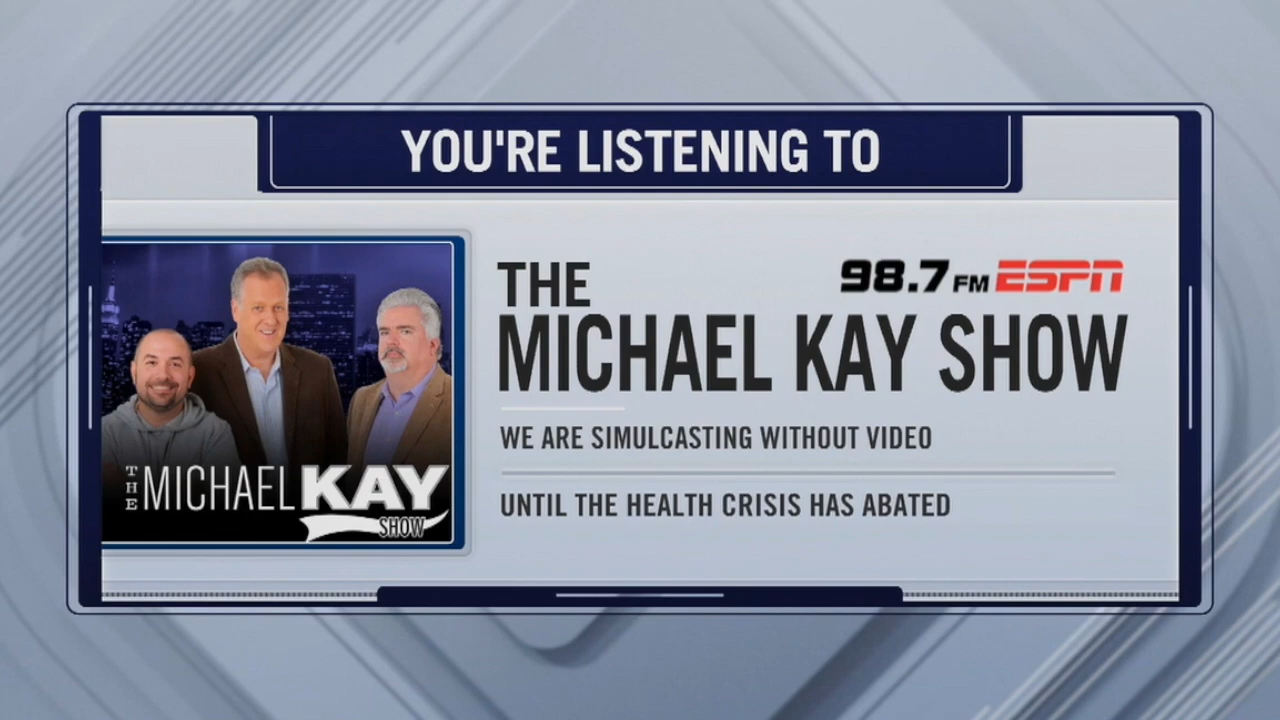 YOU'RE LISTENING TO
THE
98.7 FM ESPN
MICHAEL KAY SHOW
WE ARE SIMULCASTING WITHOUT VIDEO
UNTIL THE HEALTH CRISIS HAS ABATED
THE MICHAEL KAY
SHOW